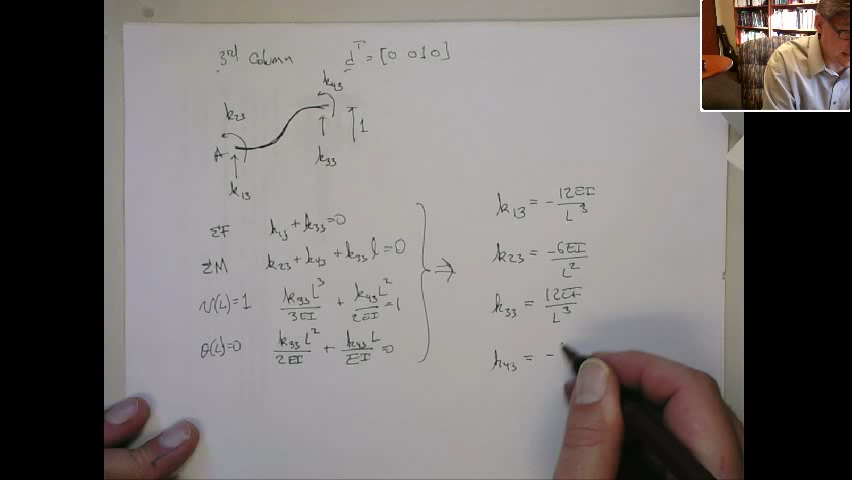 3rd Column d^T = [0 0 1 0]
k43
k23
1
A
k33
k13
ΣF k13 + k33 = 0
ΣM k23 + k43 + k33 l = 0
v(L) = 1 k33 L^3 / 3EI + k43 L^2 / 2EI = 1
θ(L) = 0 k33 L^2 / 2EI + k43 L / EI = 0
⇒
k13 = - 12EI / L^3
k23 = -6EI / L^2
k33 = 12EI / L^3
k43 = -